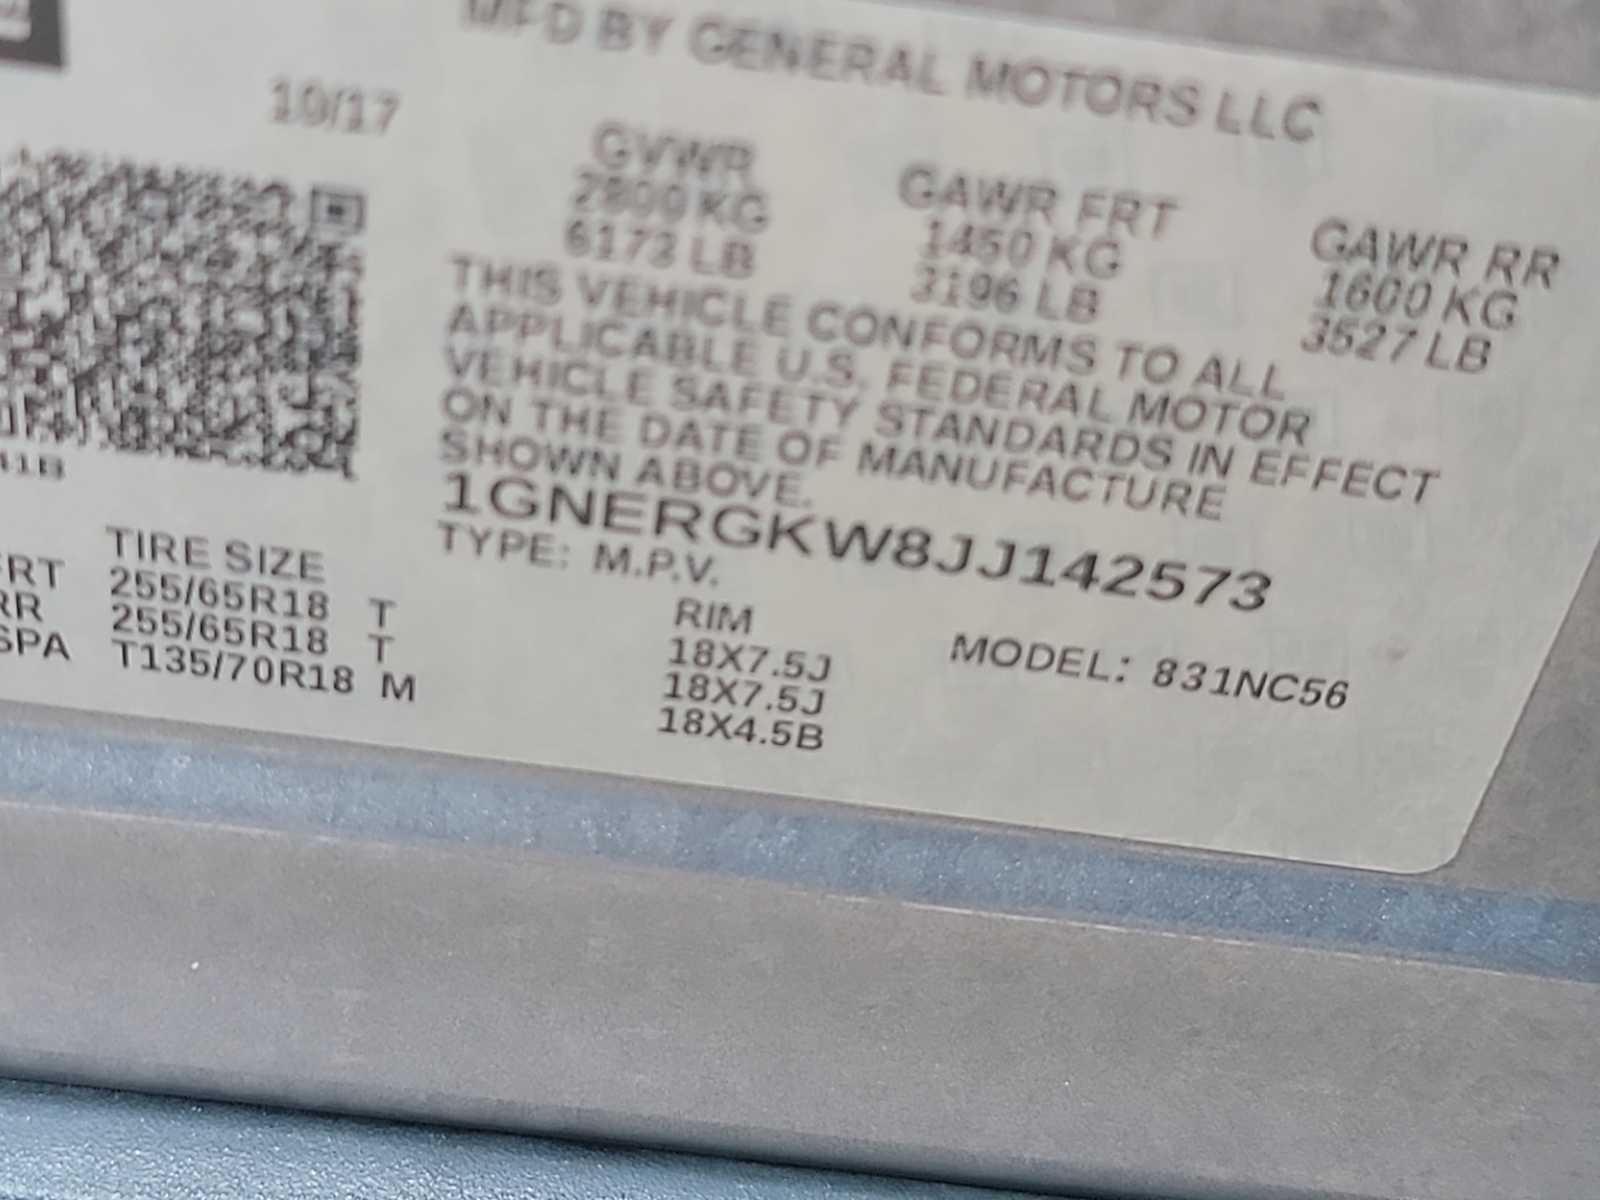 MFD BY GENERAL MOTORS LLC
10/17
GVWR
2800 KG
6173 LB
GAWR FRT
1450 KG
3196 LB
GAWR RR
1600 KG
3527 LB
THIS VEHICLE CONFORMS TO ALL
APPLICABLE U.S. FEDERAL MOTOR
VEHICLE SAFETY STANDARDS IN EFFECT
ON THE DATE OF MANUFACTURE
SHOWN ABOVE.
1GNERGKW8JJ142573
TYPE: M.P.V.
MODEL: 831NC56
41B
TIRE SIZE RIM
FRT 255/65R18 T 18X7.5J
RR 255/65R18 T 18X7.5J
SPA T135/70R18 M 18X4.5B